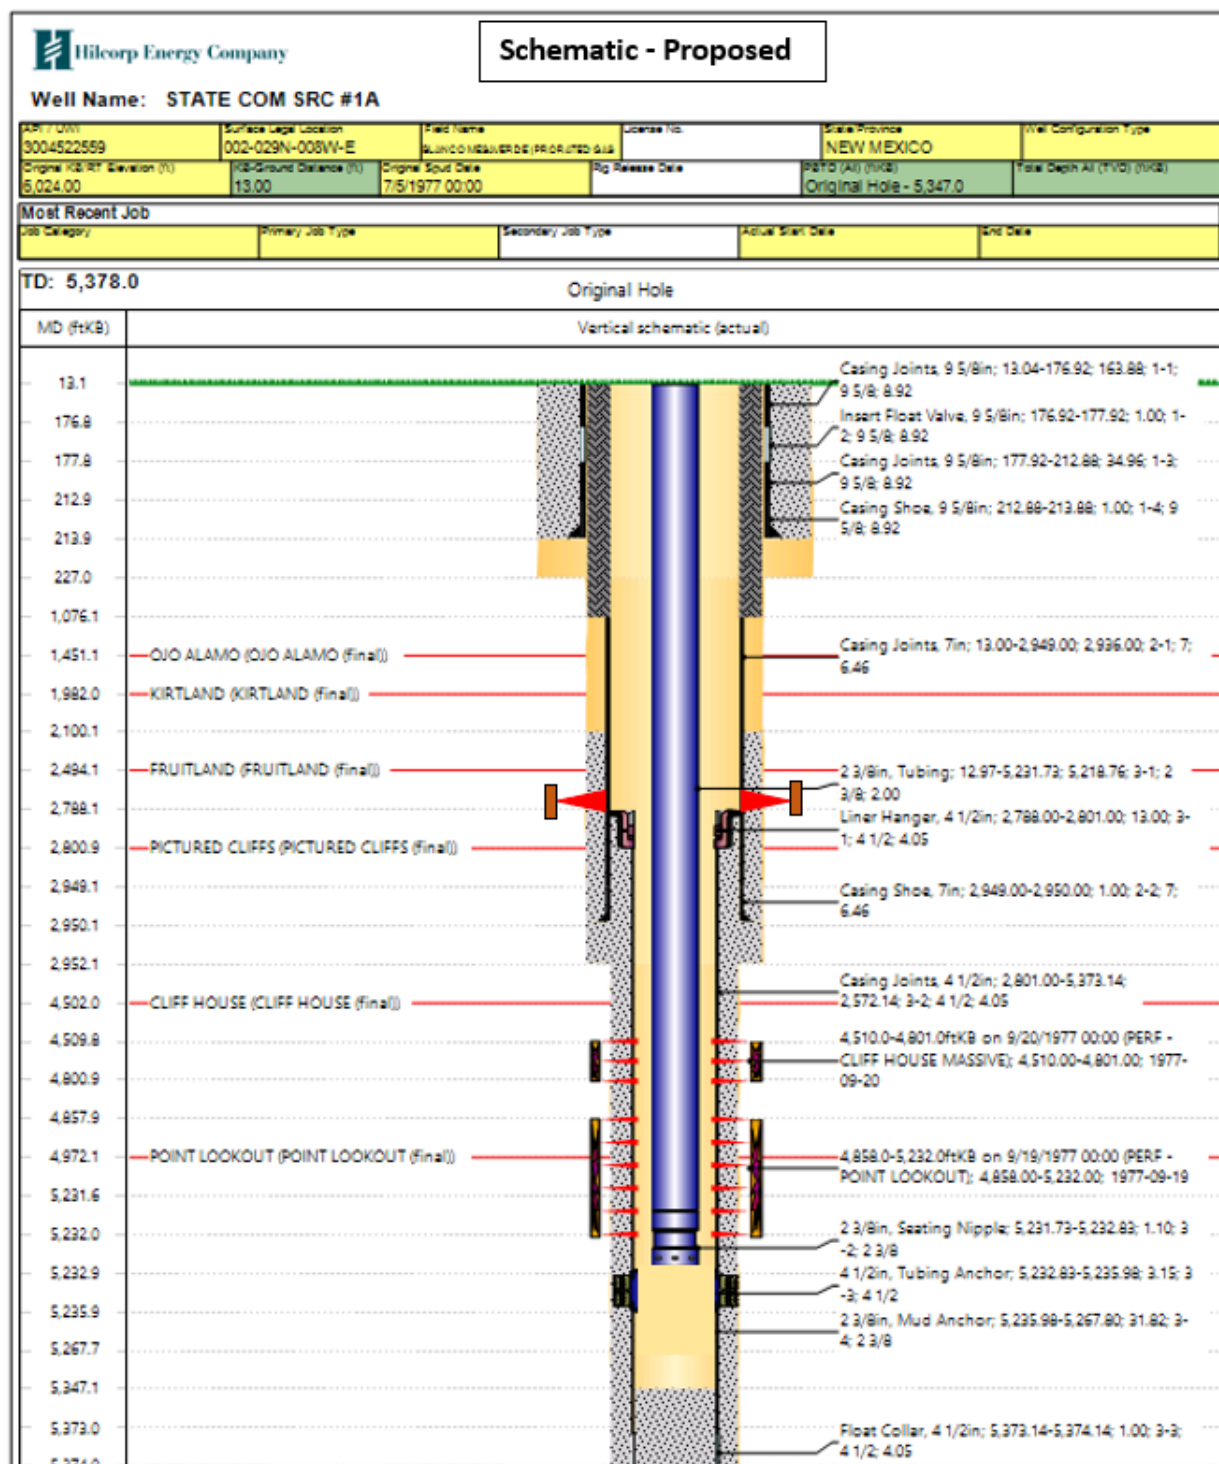 Hilcorp Energy Company
Schematic - Proposed
Well Name: STATE COM SRC #1A
API / UWI
Surface Legal Location
Field Name
License No.
State/Province
Well Configuration Type
3004522559
002-029N-008W-E
BLANCO MESAVERDE (PRORATED GAS
NEW MEXICO
Original KB/RT Elevation (ft)
KB-Ground Distance (ft)
Original Spud Date
Rig Release Date
PBTD (All) (ftKB)
Total Depth All (TVD) (ftKB)
6,024.00
13.00
7/5/1977 00:00
Original Hole - 5,347.0
Most Recent Job
Job Category
Primary Job Type
Secondary Job Type
Actual Start Date
End Date
TD: 5,378.0
Original Hole
MD (ftKB)
Vertical schematic (actual)
13.1
176.8
177.8
212.9
213.9
227.0
1,076.1
1,451.1
1,982.0
2,100.1
2,494.1
2,788.1
2,800.9
2,949.1
2,950.1
2,952.1
4,502.0
4,509.8
4,800.9
4,857.9
4,972.1
5,231.6
5,232.0
5,232.9
5,235.9
5,267.7
5,347.1
5,373.0
OJO ALAMO (OJO ALAMO (final))
KIRTLAND (KIRTLAND (final))
FRUITLAND (FRUITLAND (final))
PICTURED CLIFFS (PICTURED CLIFFS (final))
CLIFF HOUSE (CLIFF HOUSE (final))
POINT LOOKOUT (POINT LOOKOUT (final))
Casing Joints, 9 5/8in; 13.04-176.92; 163.88; 1-1;
9 5/8; 8.92
Insert Float Valve, 9 5/8in; 176.92-177.92; 1.00; 1-
2; 9 5/8; 8.92
Casing Joints, 9 5/8in; 177.92-212.88; 34.96; 1-3;
9 5/8; 8.92
Casing Shoe, 9 5/8in; 212.88-213.88; 1.00; 1-4; 9
5/8; 8.92
Casing Joints, 7in; 13.00-2,949.00; 2,936.00; 2-1; 7;
6.46
2 3/8in, Tubing; 12.97-5,231.73; 5,218.76; 3-1; 2
3/8; 2.00
Liner Hanger, 4 1/2in; 2,788.00-2,801.00; 13.00; 3-
1; 4 1/2; 4.05
Casing Shoe, 7in; 2,949.00-2,950.00; 1.00; 2-2; 7;
6.46
Casing Joints, 4 1/2in; 2,801.00-5,373.14;
2,572.14; 3-2; 4 1/2; 4.05
4,510.0-4,801.0ftKB on 9/20/1977 00:00 (PERF -
CLIFF HOUSE MASSIVE); 4,510.00-4,801.00; 1977-
09-20
4,858.0-5,232.0ftKB on 9/19/1977 00:00 (PERF -
POINT LOOKOUT); 4,858.00-5,232.00; 1977-09-19
2 3/8in, Seating Nipple; 5,231.73-5,232.83; 1.10; 3
-2; 2 3/8
4 1/2in, Tubing Anchor; 5,232.83-5,235.98; 3.15; 3
-3; 4 1/2
2 3/8in, Mud Anchor; 5,235.98-5,267.80; 31.82; 3-
4; 2 3/8
Float Collar, 4 1/2in; 5,373.14-5,374.14; 1.00; 3-3;
4 1/2; 4.05